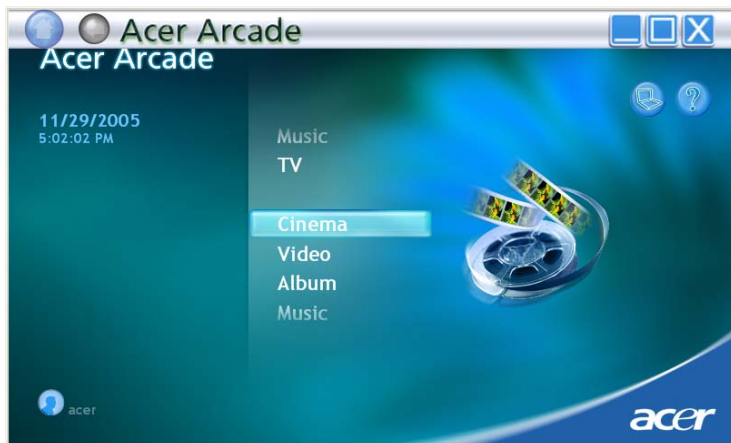 Acer Arcade
Acer Arcade
11/29/2005
5:02:02 PM
Music
TV
Cinema
Video
Album
Music
acer
acer